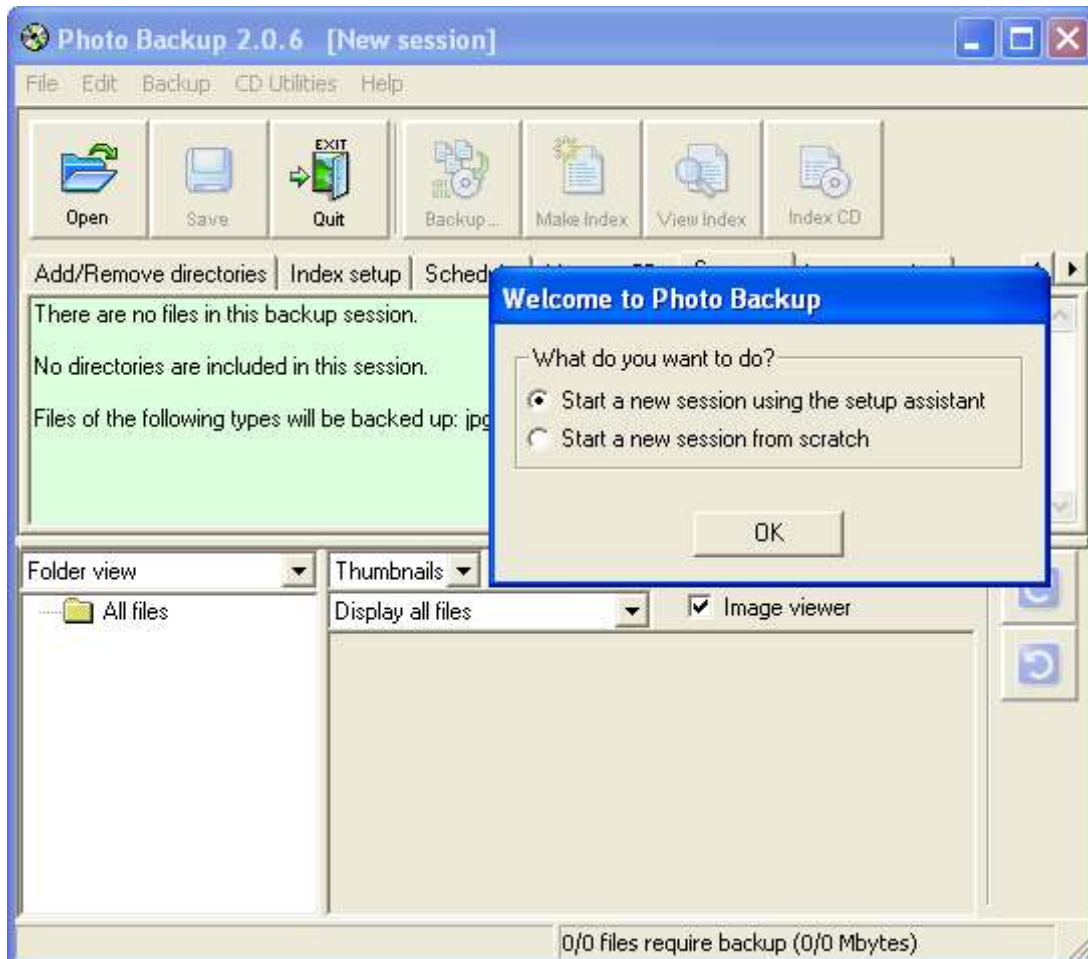 Photo Backup 2.0.6 [New session]
File Edit Backup CD Utilities Help
EXIT
Open Save Quit Backup... Make Index View Index Index CD
Add/Remove directories Index setup
There are no files in this backup session.
No directories are included in this session.
Files of the following types will be backed up: jpg
Welcome to Photo Backup
What do you want to do?
Start a new session using the setup assistant
Start a new session from scratch
OK
Folder view Thumbnails
All files Display all files Image viewer
0/0 files require backup (0/0 Mbytes)